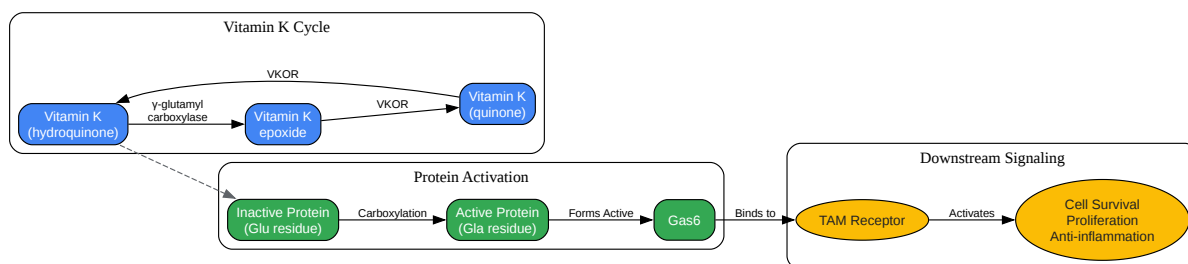 Vitamin K Cycle
VKOR
γ-glutamyl
carboxylase
VKOR
Vitamin K
(hydroquinone)
Vitamin K
epoxide
Vitamin K
(quinone)
Protein Activation
Inactive Protein
(Glu residue)
Carboxylation
Active Protein
(Gla residue)
Forms Active
Gas6
Binds to
Downstream Signaling
TAM Receptor
Activates
Cell Survival
Proliferation
Anti-inflammation